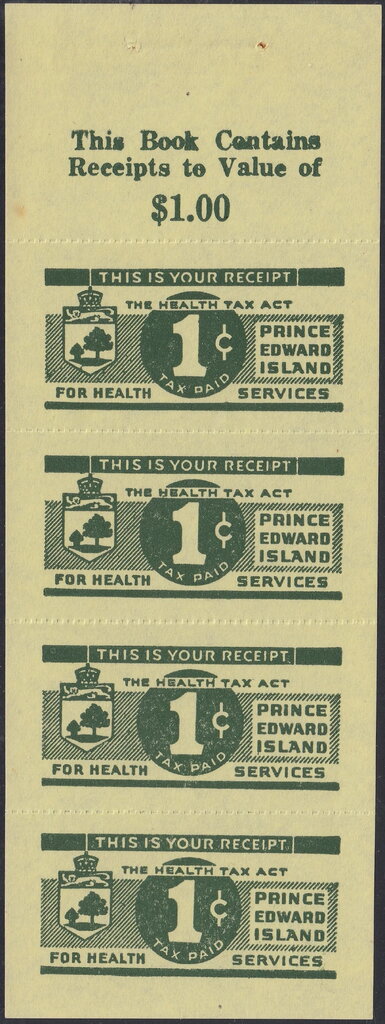 This Book Contains
Receipts to Value of
$1.00
THIS IS YOUR RECEIPT
THE HEALTH TAX ACT
1¢
TAX PAID
PRINCE
EDWARD
ISLAND
FOR HEALTH SERVICES
THIS IS YOUR RECEIPT
THE HEALTH TAX ACT
1¢
TAX PAID
PRINCE
EDWARD
ISLAND
FOR HEALTH SERVICES
THIS IS YOUR RECEIPT
THE HEALTH TAX ACT
1¢
TAX PAID
PRINCE
EDWARD
ISLAND
FOR HEALTH SERVICES
THIS IS YOUR RECEIPT
THE HEALTH TAX ACT
1¢
TAX PAID
PRINCE
EDWARD
ISLAND
FOR HEALTH SERVICES